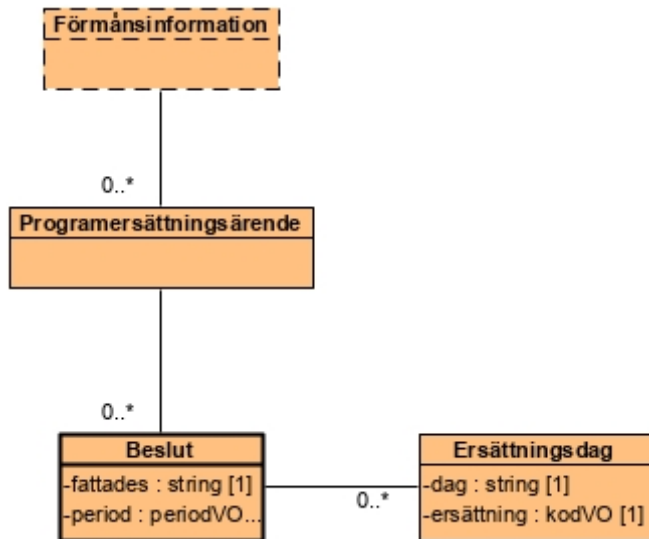 Förmånsinformation
0..*
Programersättningsärende
0..*
Beslut
-fattades : string [1]
-period : periodVO...
0..*
Ersättningsdag
-dag : string [1]
-ersättning : kodVO [1]